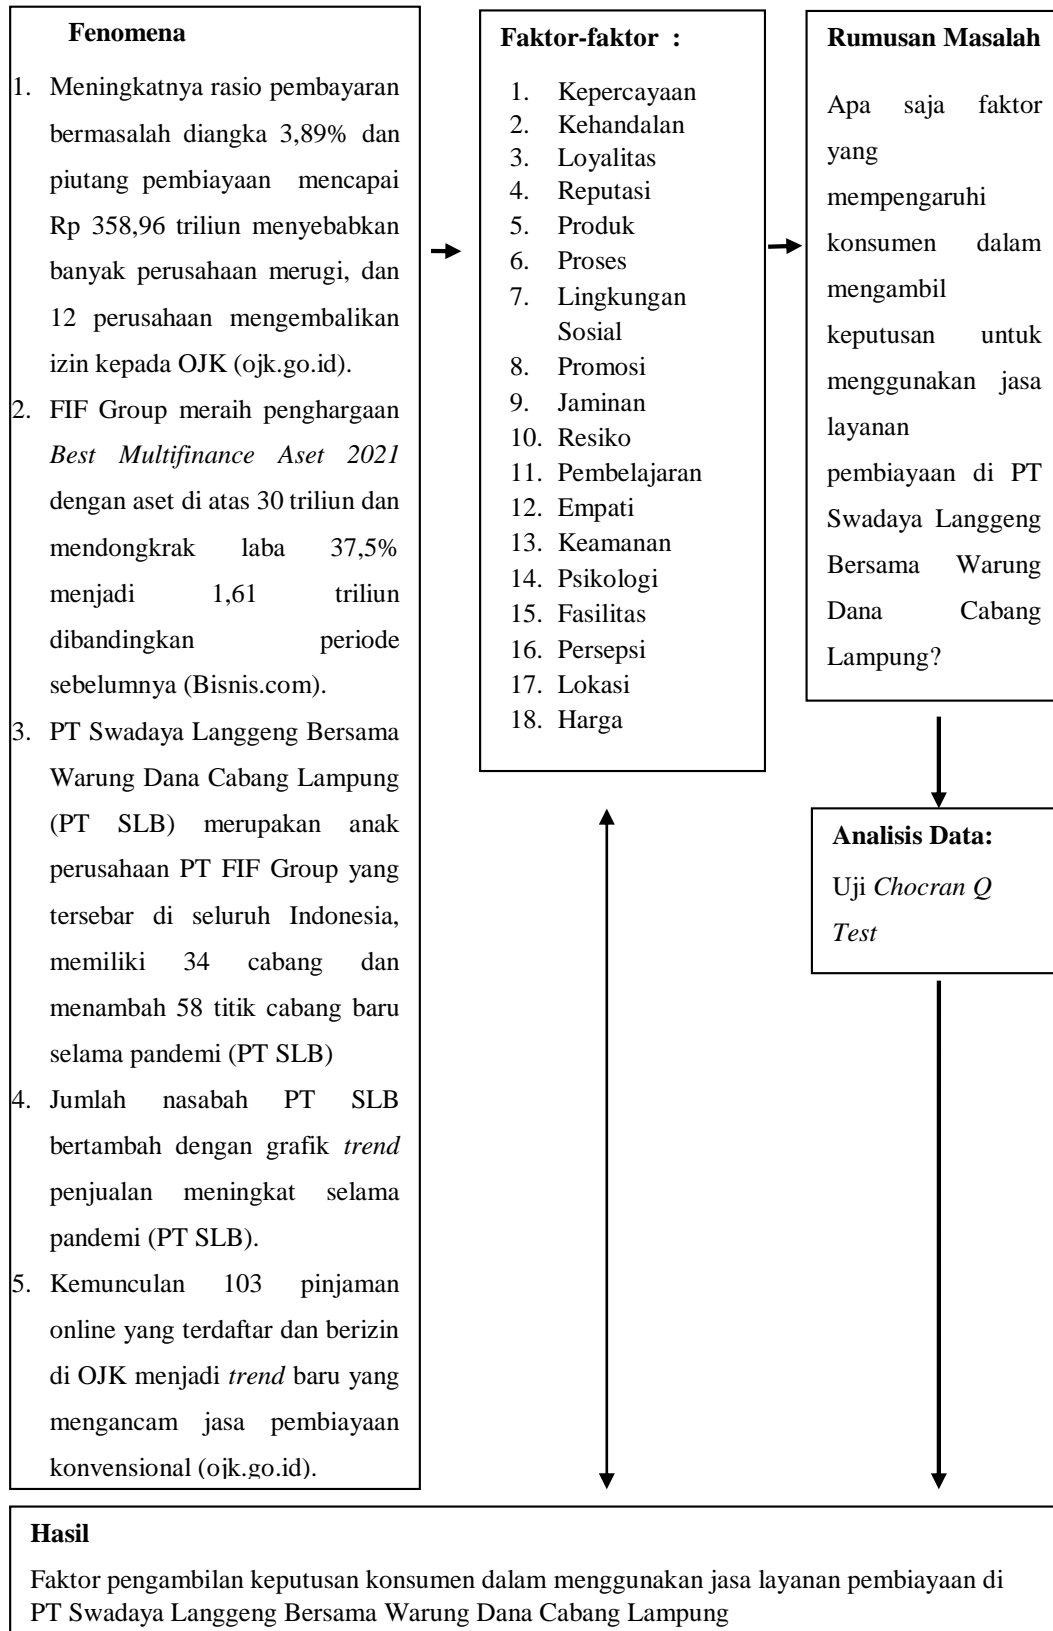 Fenomena
1. Meningkatnya rasio pembayaran
bermasalah diangka 3,89% dan
piutang pembiayaan mencapai
Rp 358,96 triliun menyebabkan
banyak perusahaan merugi, dan
12 perusahaan mengembalikan
izin kepada OJK (ojk.go.id).
2. FIF Group meraih penghargaan
Best Multifinance Aset 2021
dengan aset di atas 30 triliun dan
mendongkrak laba 37,5%
menjadi 1,61 triliun
dibandingkan periode
sebelumnya (Bisnis.com).
3. PT Swadaya Langgeng Bersama
Warung Dana Cabang Lampung
(PT SLB) merupakan anak
perusahaan PT FIF Group yang
tersebar di seluruh Indonesia,
memiliki 34 cabang dan
menambah 58 titik cabang baru
selama pandemi (PT SLB)
4. Jumlah nasabah PT SLB
bertambah dengan grafik trend
penjualan meningkat selama
pandemi (PT SLB).
5. Kemunculan 103 pinjaman
online yang terdaftar dan berizin
di OJK menjadi trend baru yang
mengancam jasa pembiayaan
konvensional (ojk.go.id).
Faktor-faktor :
1. Kepercayaan
2. Kehandalan
3. Loyalitas
4. Reputasi
5. Produk
6. Proses
7. Lingkungan
Sosial
8. Promosi
9. Jaminan
10. Resiko
11. Pembelajaran
12. Empati
13. Keamanan
14. Psikologi
15. Fasilitas
16. Persepsi
17. Lokasi
18. Harga
Rumusan Masalah
Apa saja faktor
yang
mempengaruhi
konsumen dalam
mengambil
keputusan untuk
menggunakan jasa
layanan
pembiayaan di PT
Swadaya Langgeng
Bersama Warung
Dana Cabang
Lampung?
Analisis Data:
Uji Chocran Q
Test
Hasil
Faktor pengambilan keputusan konsumen dalam menggunakan jasa layanan pembiayaan di
PT Swadaya Langgeng Bersama Warung Dana Cabang Lampung